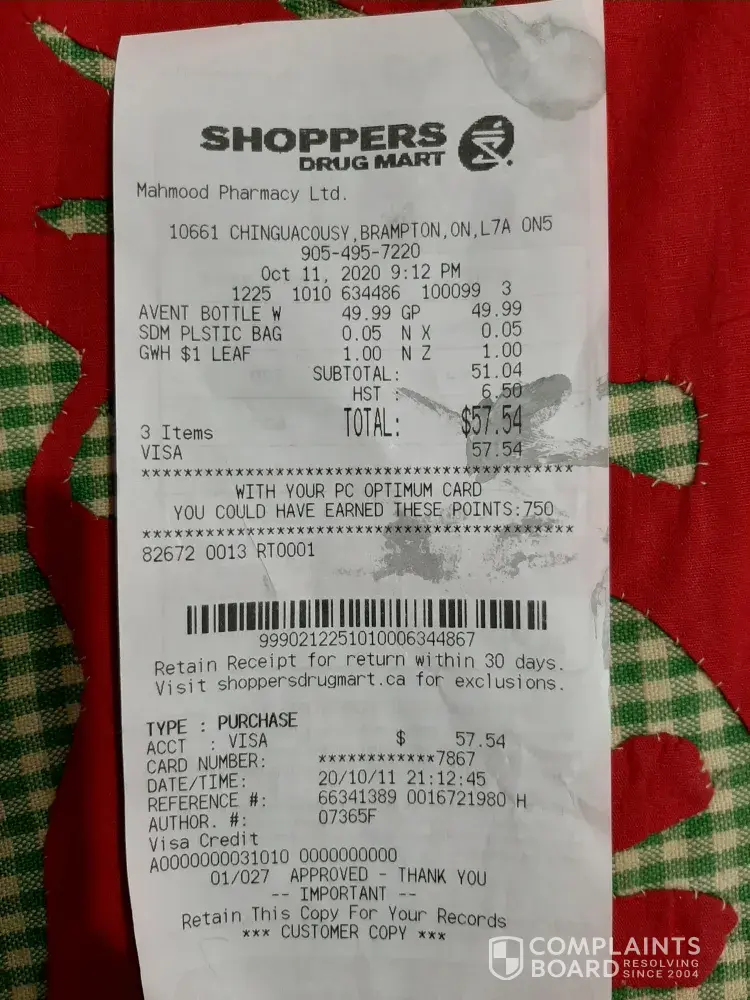 SHOPPERS
DRUG MART
Mahmood Pharmacy Ltd.
10661 CHINGUACOUSY,BRAMPTON,ON,L7A ON5
905-495-7220
Oct 11, 2020 9:12 PM
1225 1010 634486 100099 3
AVENT BOTTLE W 49.99 GP 49.99
SDM PLSTIC BAG 0.05 N X 0.05
GWH $1 LEAF 1.00 N Z 1.00
SUBTOTAL: 51.04
HST : 6.50
TOTAL: $57.54
3 Items
VISA 57.54
*****************************************
WITH YOUR PC OPTIMUM CARD
YOU COULD HAVE EARNED THESE POINTS:750
*****************************************
82672 0013 RT0001
9990212251010006344867
Retain Receipt for return within 30 days.
Visit shoppersdrugmart.ca for exclusions.
TYPE : PURCHASE
ACCT : VISA $ 57.54
CARD NUMBER: ************7867
DATE/TIME: 20/10/11 21:12:45
REFERENCE #: 66341389 0016721980 H
AUTHOR. #: 07365F
Visa Credit
A0000000031010 0000000000
01/027 APPROVED - THANK YOU
-- IMPORTANT --
Retain This Copy For Your Records
*** CUSTOMER COPY ***
COMPLAINTS
BOARD RESOLVING SINCE 2004